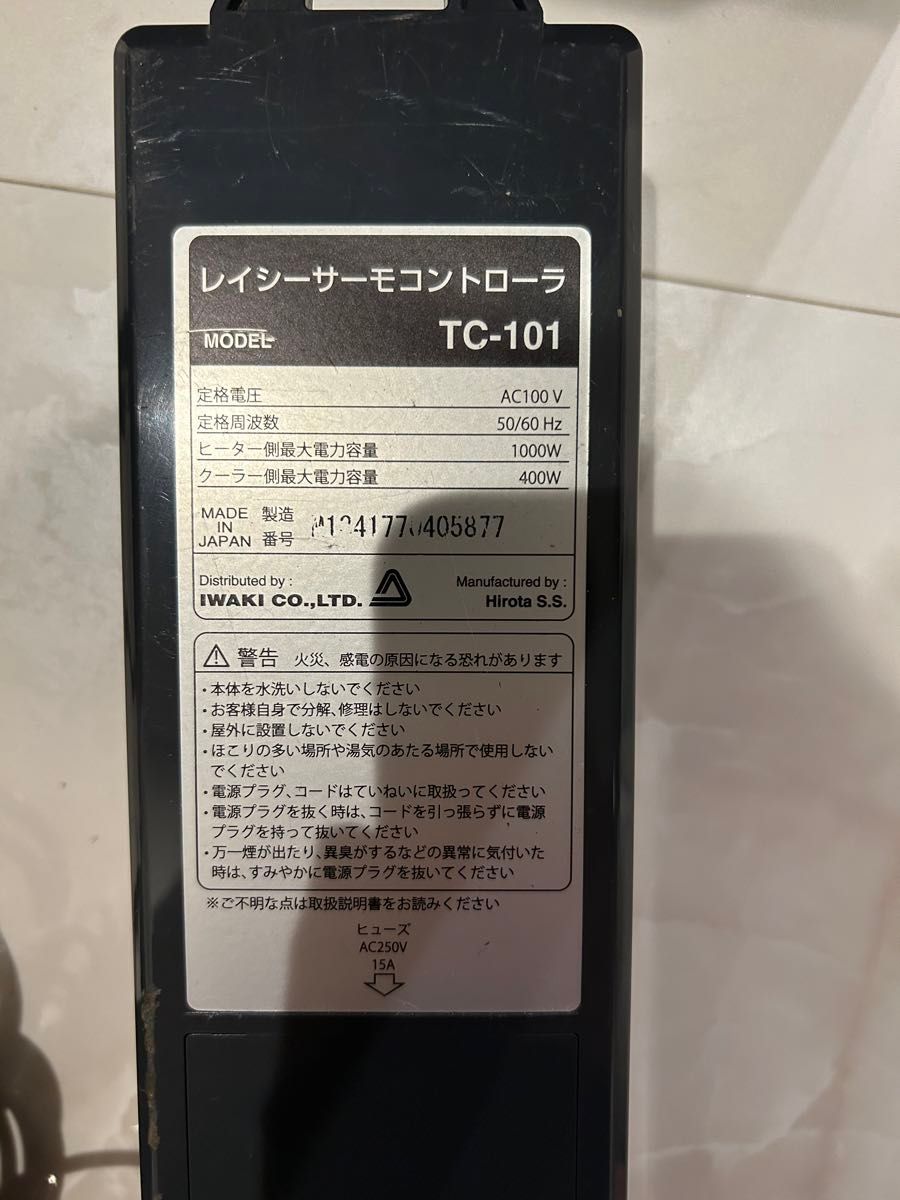 レイシーサーモコントローラ
MODEL TC-101
定格電圧 AC100 V
定格周波数 50/60 Hz
ヒーター側最大電力容量 1000W
クーラー側最大電力容量 400W
MADE IN JAPAN 製造番号
Distributed by : Manufactured by :
IWAKI CO.,LTD. Hirota S.S.
⚠ 警告 火災、感電の原因になる恐れがあります
・本体を水洗いしないでください
・お客様自身で分解、修理はしないでください
・屋外に設置しないでください
・ほこりの多い場所や湯気のあたる場所で使用しない
でください
・電源プラグ、コードはていねいに取扱ってください
・電源プラグを抜く時は、コードを引っ張らずに電源
プラグを持って抜いてください
・万一煙が出たり、異臭がするなどの異常に気付いた
時は、すみやかに電源プラグを抜いてください
※ご不明な点は取扱説明書をお読みください
ヒューズ
AC250V
15A